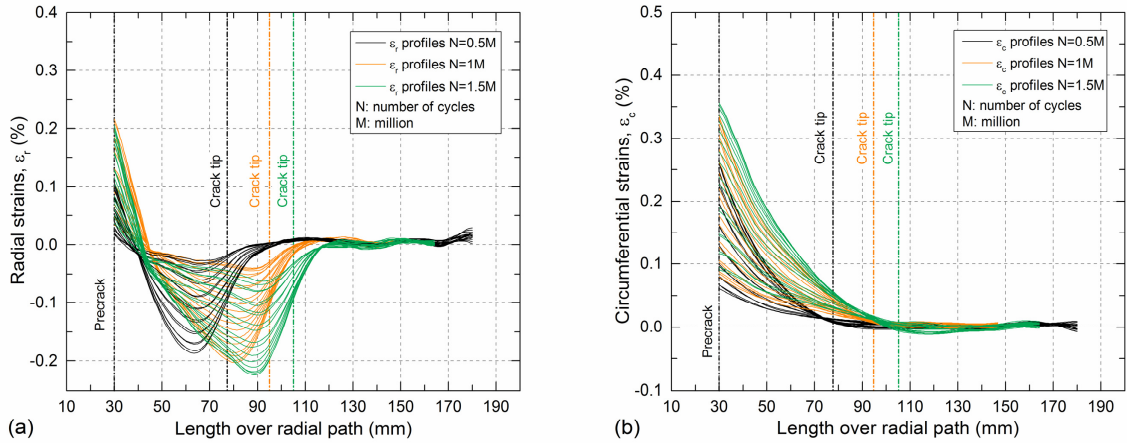 0.4
0.3
0.2
0.1
0.0
-0.1
-0.2
Radial strains, εr (%)
εr profiles N=0.5M
εr profiles N=1M
εr profiles N=1.5M
N: number of cycles
M: million
Precrack
Crack tip
Crack tip
Crack tip
10 30 50 70 90 110 130 150 170 190
(a)
Length over radial path (mm)
0.5
0.4
0.3
0.2
0.1
0.0
-0.1
Circumferential strains, εc (%)
εc profiles N=0.5M
εc profiles N=1M
εc profiles N=1.5M
N: number of cycles
M: million
Precrack
Crack tip
Crack tip
Crack tip
10 30 50 70 90 110 130 150 170 190
(b)
Length over radial path (mm)